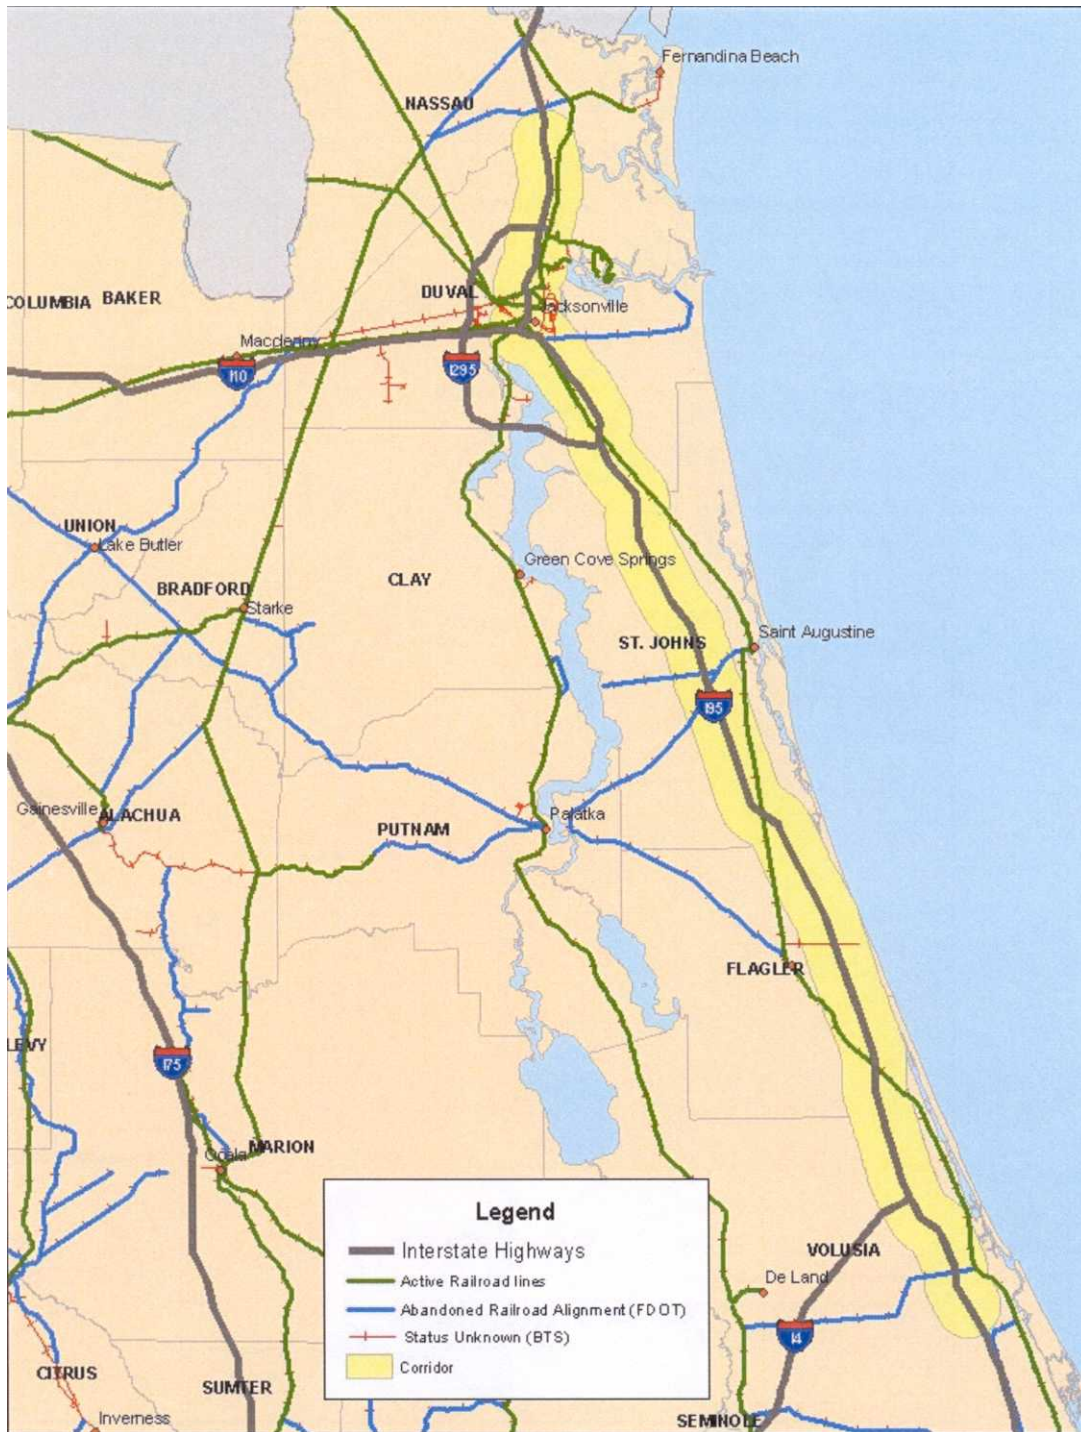 Fernandina Beach
NASSAU
DUVAL
COLUMBIA
BAKER
Jacksonville
Macclenny
I10
I295
UNION
Lake Butler
Green Cove Springs
CLAY
BRADFORD
Starke
Saint Augustine
ST. JOHNS
I95
Gainesville
ALACHUA
Palatka
PUTNAM
FLAGLER
LEVY
I75
MARION
Ocala
Legend
Interstate Highways
Active Railroad lines
Abandoned Railroad Alignment (FDOT)
Status Unknown (BTS)
Corridor
VOLUSIA
De Land
I4
CITRUS
SUMTER
SEMINOLE
Inverness